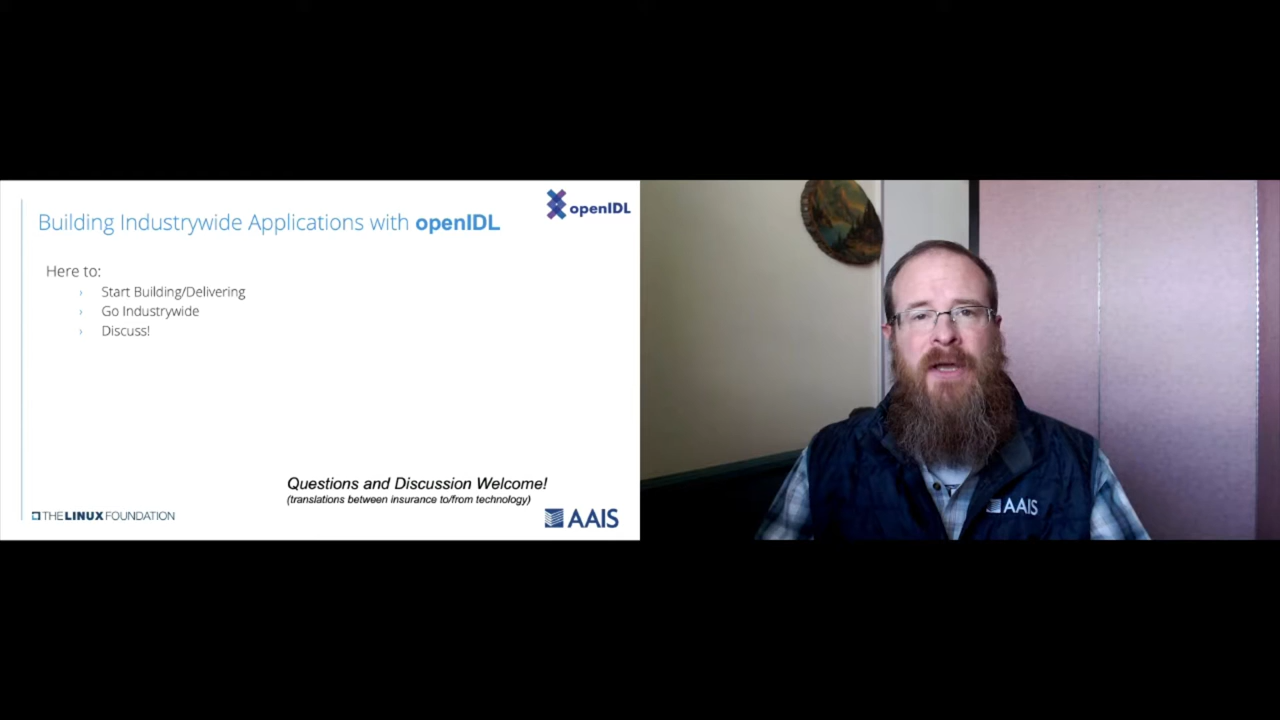 openIDL
Building Industrywide Applications with openIDL
Here to:
› Start Building/Delivering
› Go Industrywide
› Discuss!
Questions and Discussion Welcome!
(translations between insurance to/from technology)
THE LINUX FOUNDATION
AAIS
AAIS